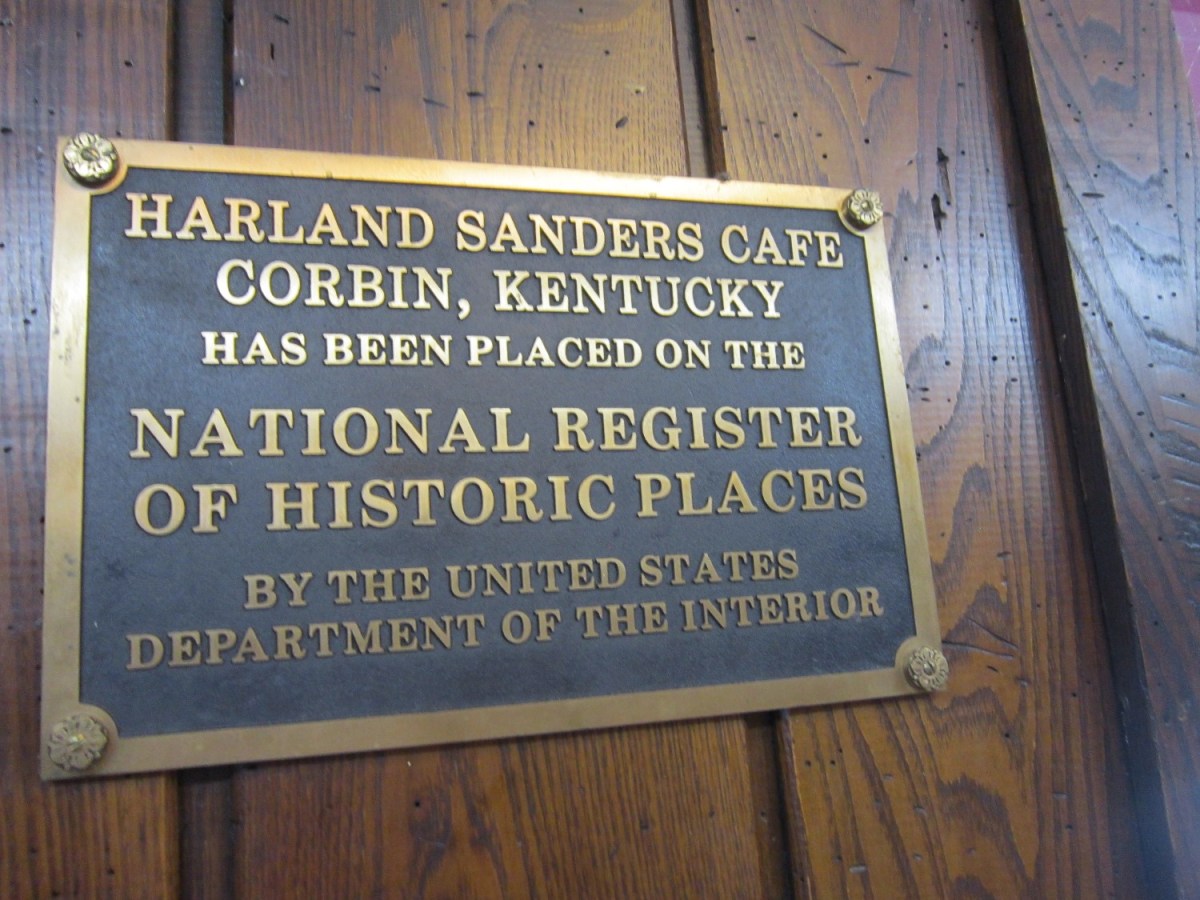 HARLAND SANDERS CAFE
CORBIN, KENTUCKY
HAS BEEN PLACED ON THE
NATIONAL REGISTER
OF HISTORIC PLACES
BY THE UNITED STATES
DEPARTMENT OF THE INTERIOR